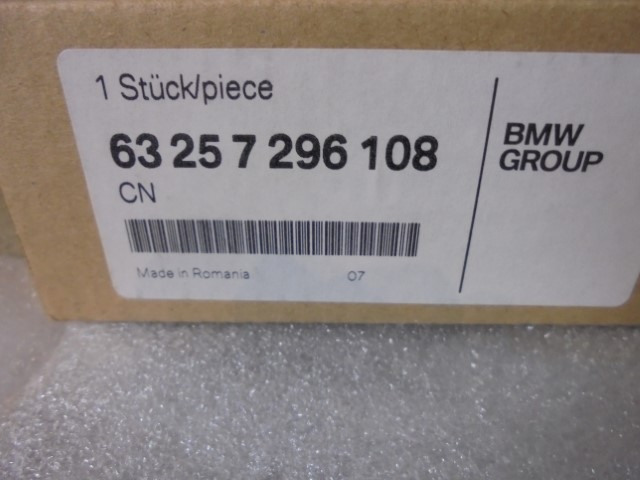 1 Stück/piece
63 25 7 296 108
CN
Made in Romania 07
BMW
GROUP